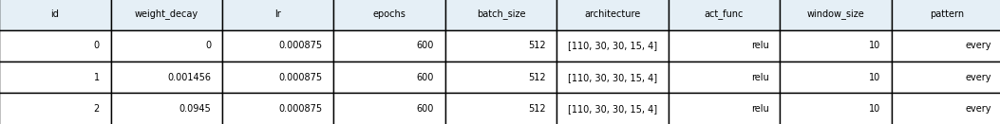 id weight_decay lr epochs batch_size architecture act_func window_size pattern
0 0 0.000875 600 512 [110, 30, 30, 15, 4] relu 10 every
1 0.001456 0.000875 600 512 [110, 30, 30, 15, 4] relu 10 every
2 0.0945 0.000875 600 512 [110, 30, 30, 15, 4] relu 10 every